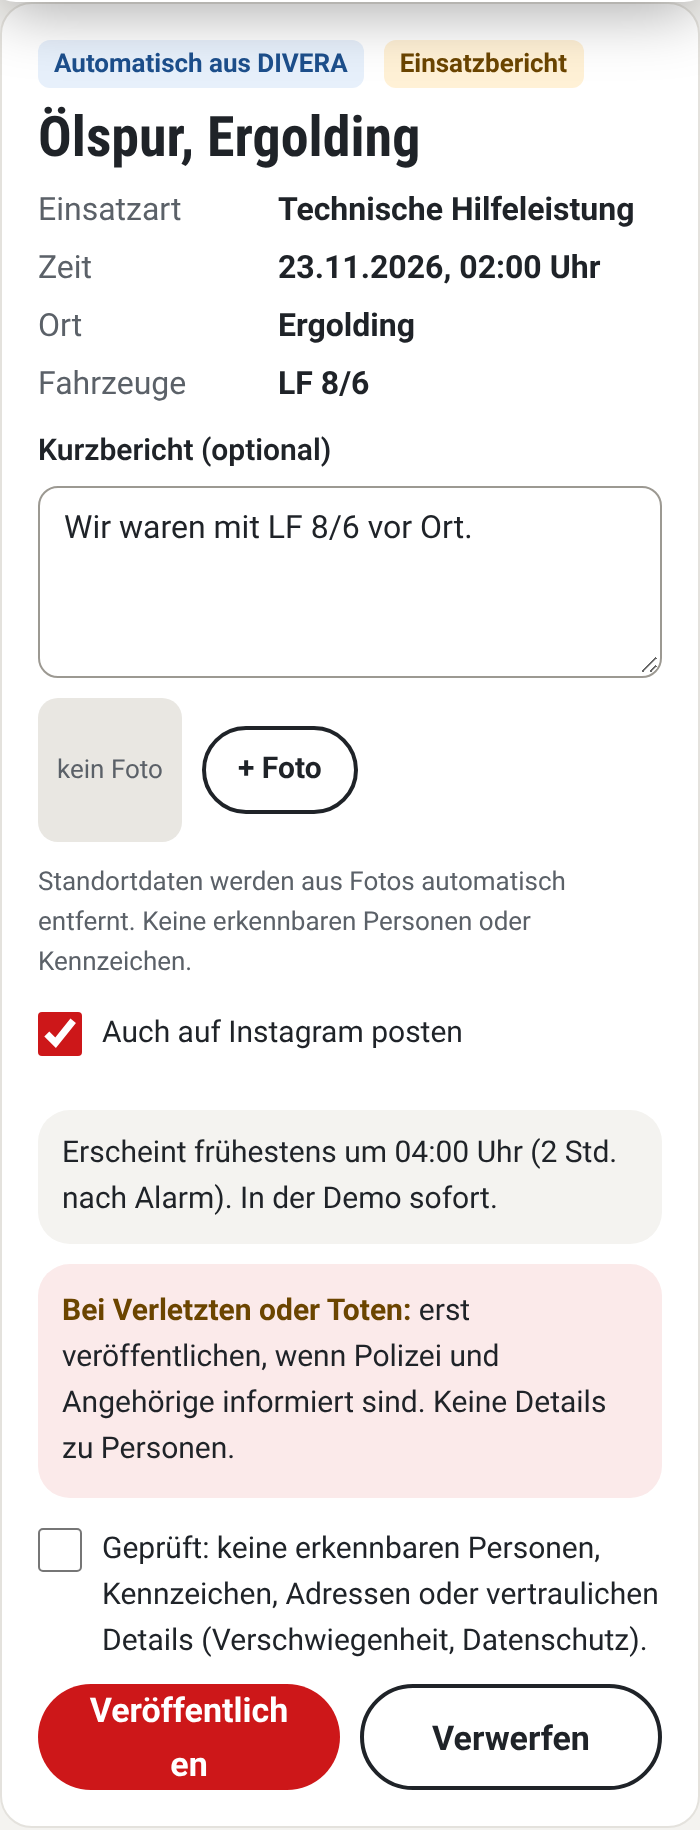 Automatisch aus DIVERA
Einsatzbericht
Ölspur, Ergolding
Einsatzart Technische Hilfeleistung
Zeit 23.11.2026, 02:00 Uhr
Ort Ergolding
Fahrzeuge LF 8/6
Kurzbericht (optional)
Wir waren mit LF 8/6 vor Ort.
kein Foto
+ Foto
Standortdaten werden aus Fotos automatisch
entfernt. Keine erkennbaren Personen oder
Kennzeichen.
Auch auf Instagram posten
Erscheint frühestens um 04:00 Uhr (2 Std.
nach Alarm). In der Demo sofort.
Bei Verletzten oder Toten: erst
veröffentlichen, wenn Polizei und
Angehörige informiert sind. Keine Details
zu Personen.
Geprüft: keine erkennbaren Personen,
Kennzeichen, Adressen oder vertraulichen
Details (Verschwiegenheit, Datenschutz).
Veröffentlich
en
Verwerfen